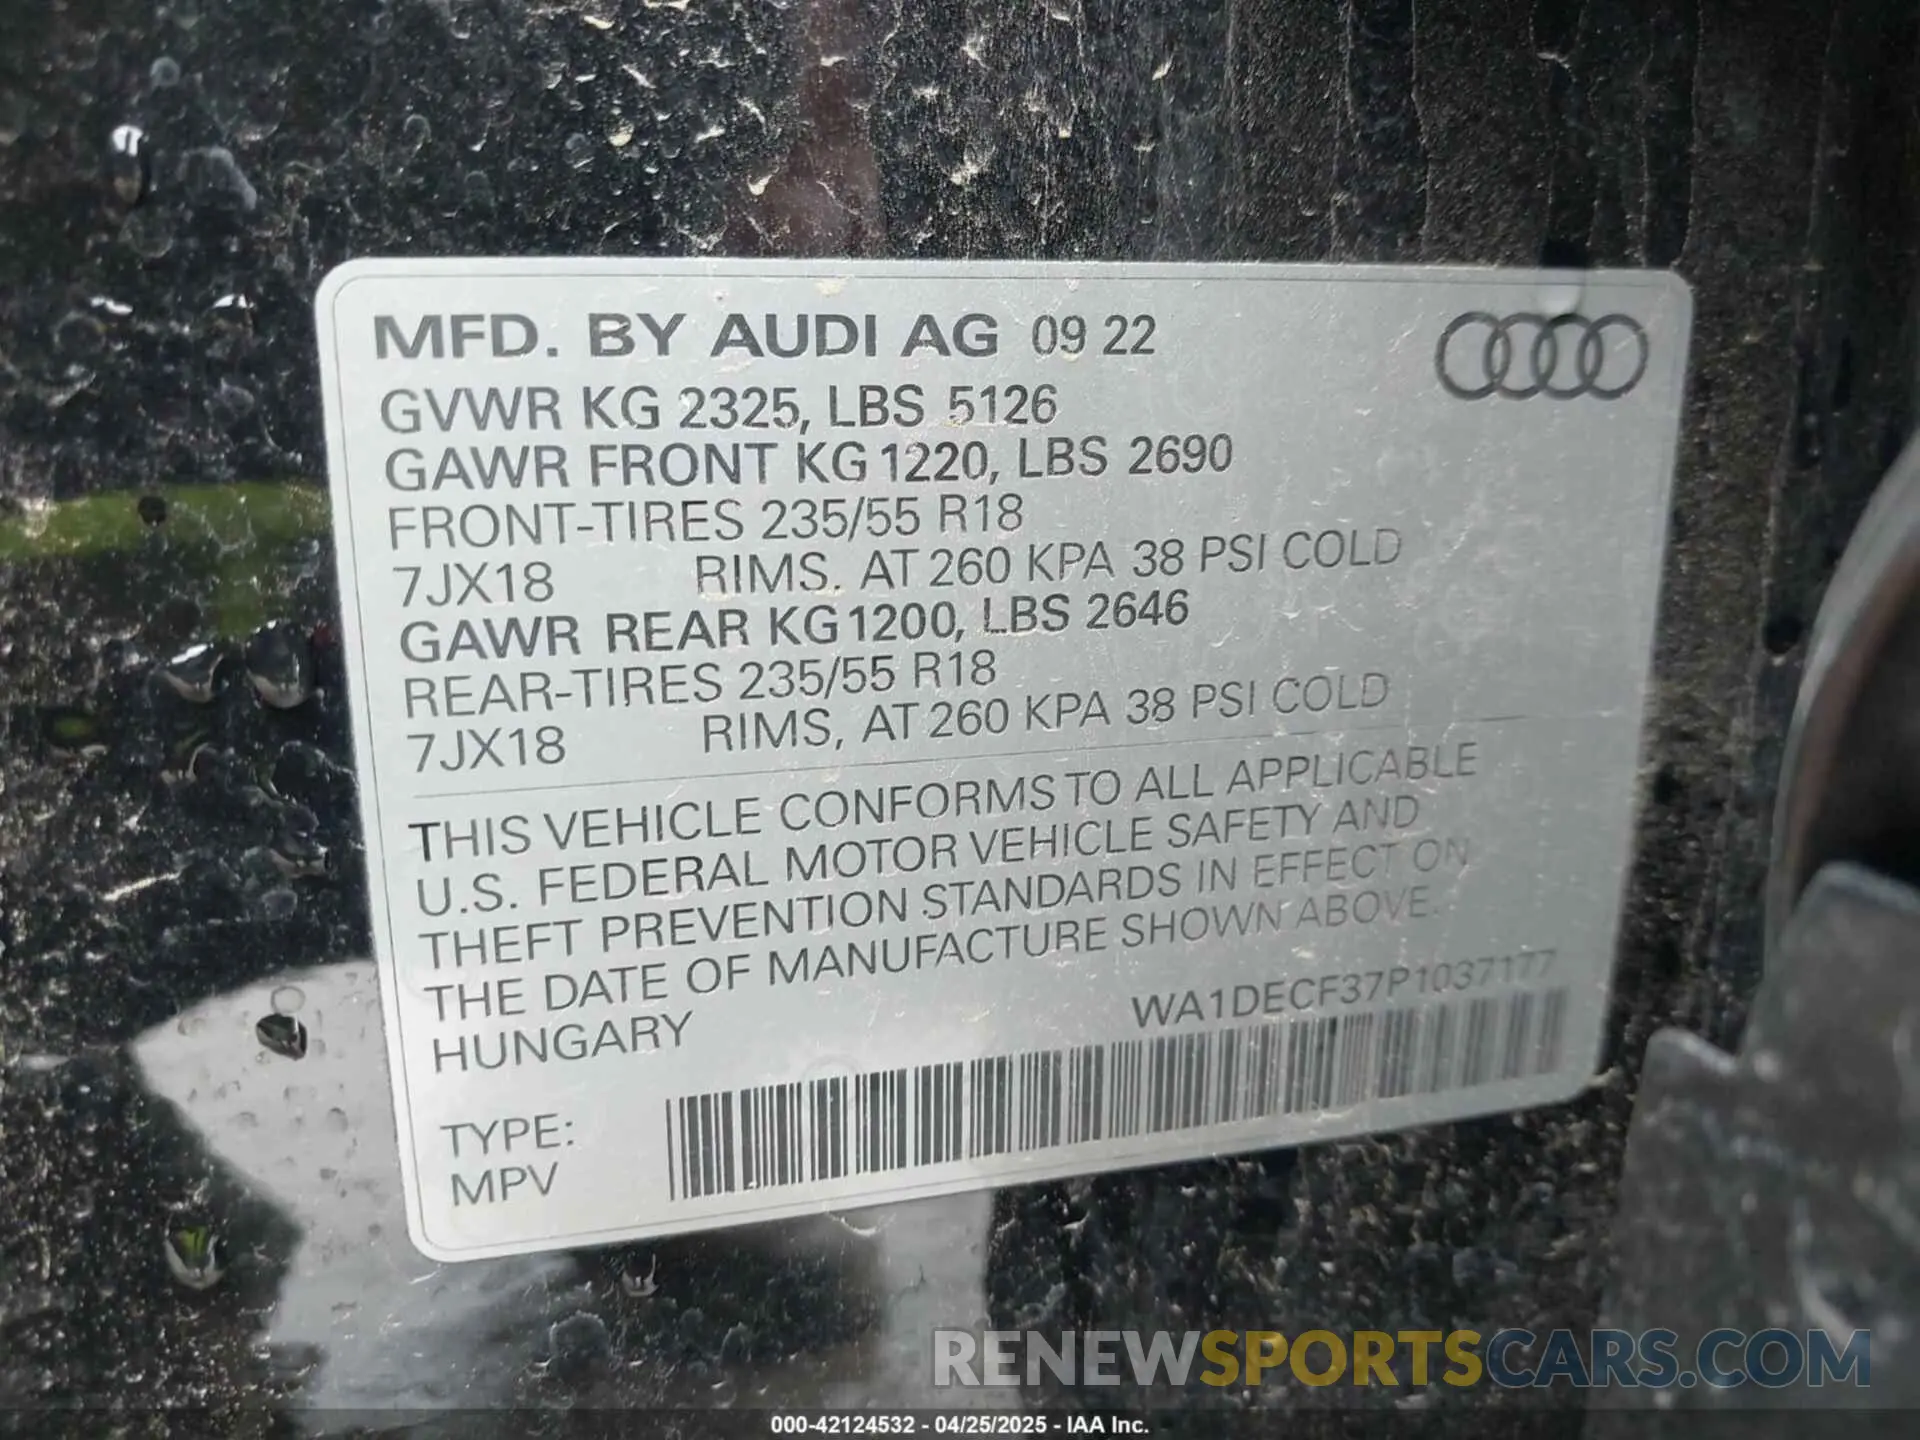 MFD. BY AUDI AG 09 22
GVWR KG 2325, LBS 5126
GAWR FRONT KG 1220, LBS 2690
FRONT-TIRES 235/55 R18
7JX18 RIMS. AT 260 KPA 38 PSI COLD
GAWR REAR KG 1200, LBS 2646
REAR-TIRES 235/55 R18
7JX18 RIMS, AT 260 KPA 38 PSI COLD
THIS VEHICLE CONFORMS TO ALL APPLICABLE
U.S. FEDERAL MOTOR VEHICLE SAFETY AND
THEFT PREVENTION STANDARDS IN EFFECT ON
THE DATE OF MANUFACTURE SHOWN ABOVE.
HUNGARY
WA1DECF37P1037177
TYPE:
MPV
RENEWSPORTSCARS.COM
000-42124532 - 04/25/2025 - IAA Inc.